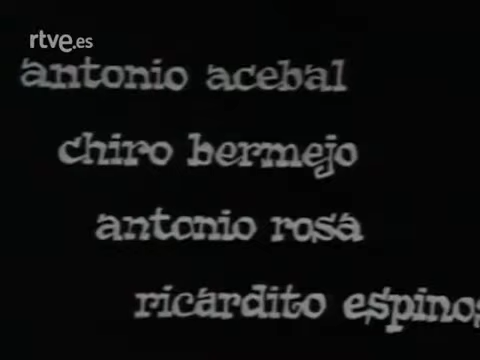 rtve.es
antonio acebal
chiro bermejo
antonio rosa
ricardito espinos